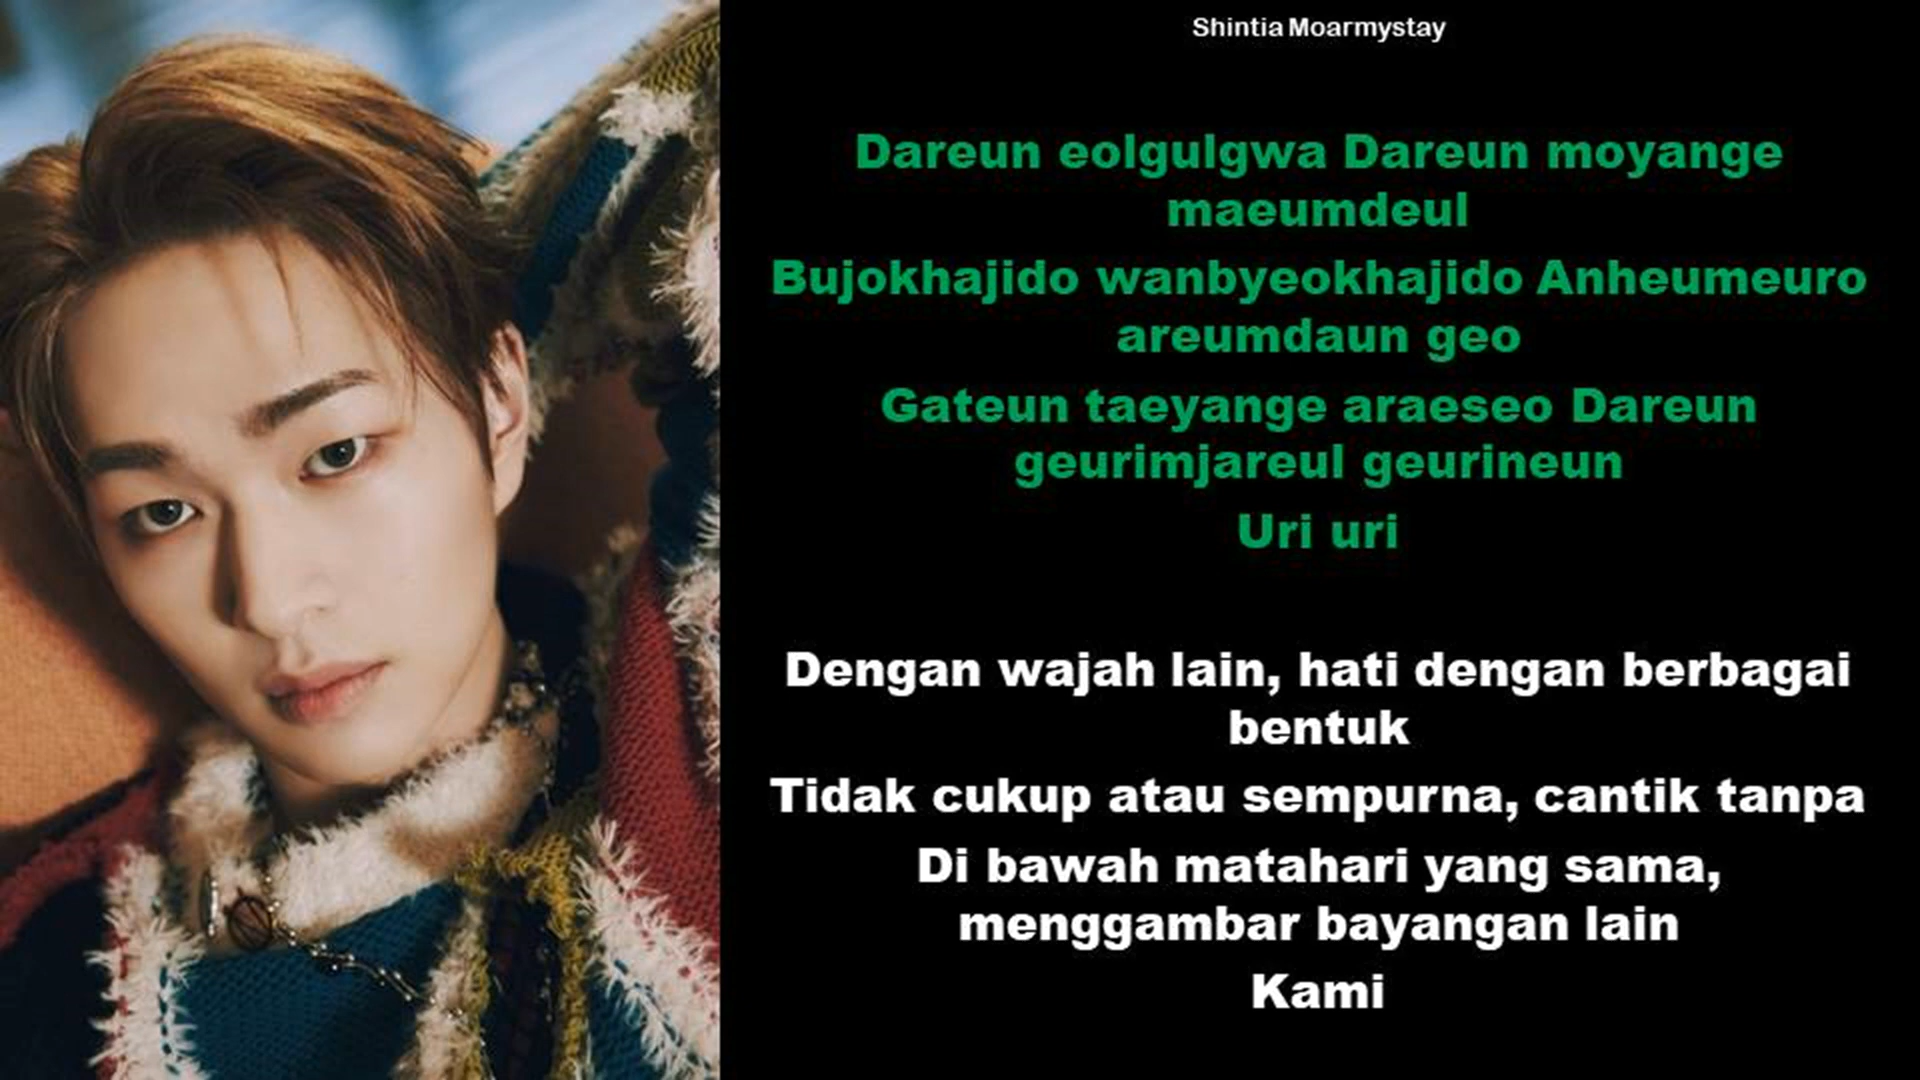 Shintia Moarmystay
Dareun eolgulgwa Dareun moyange
maeumdeul
Bujokhajido wanbyeokhajido Anheumeuro
areumdaun geo
Gateun taeyange araeseo Dareun
geurimjareul geurineun
Uri uri
Dengan wajah lain, hati dengan berbagai
bentuk
Tidak cukup atau sempurna, cantik tanpa
Di bawah matahari yang sama,
menggambar bayangan lain
Kami